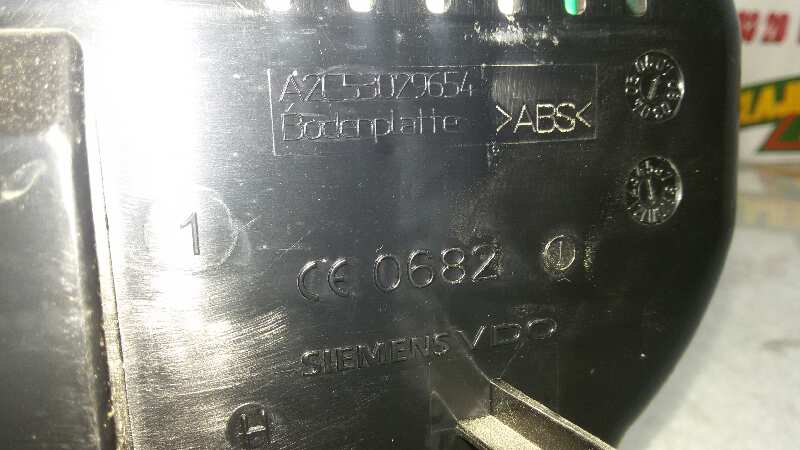 A2C53029654
Bodenplatte >ABS<
1
CE 0682
SIEMENS VDO
H